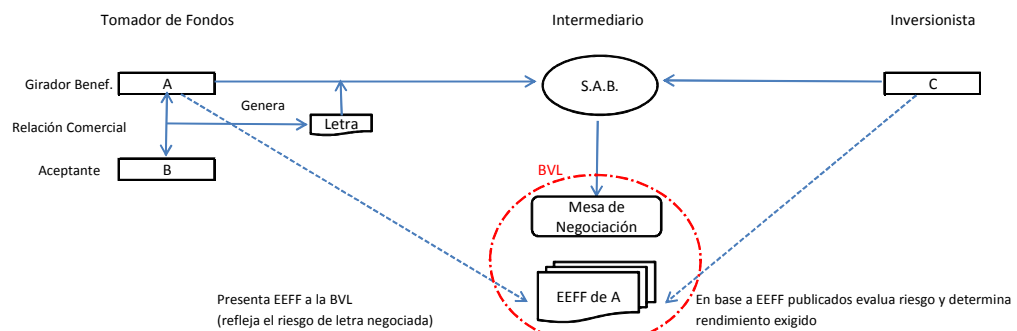 Tomador de Fondos
Intermediario
Inversionista
Girador Benef.
A
S.A.B.
C
Genera
Letra
Relación Comercial
Aceptante
B
BVL
Mesa de
Negociación
EEFF de A
Presenta EEFF a la BVL
(refleja el riesgo de letra negociada)
En base a EEFF publicados evalua riesgo y determina
rendimiento exigido